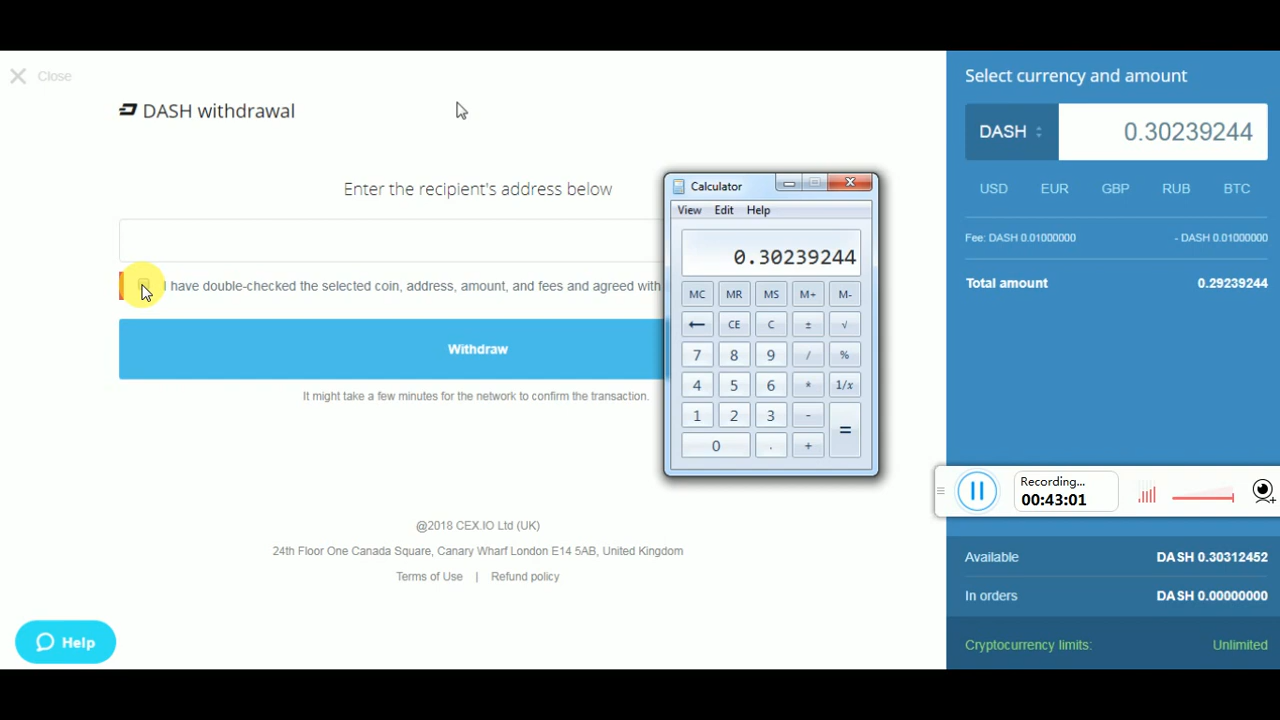 Close
DASH withdrawal
Enter the recipient's address below
I have double-checked the selected coin, address, amount, and fees and agreed with
Withdraw
It might take a few minutes for the network to confirm the transaction.
@2018 CEX.IO Ltd (UK)
24th Floor One Canada Square, Canary Wharf London E14 5AB, United Kingdom
Terms of Use | Refund policy
Help
Calculator
View Edit Help
0.30239244
MC MR MS M+ M-
← CE C ± √
7 8 9 / %
4 5 6 * 1/x
1 2 3 - =
0 . +
Select currency and amount
DASH 0.30239244
USD EUR GBP RUB BTC
Fee: DASH 0.01000000 - DASH 0.01000000
Total amount 0.29239244
Recording...
00:43:01
Available DASH 0.30312452
In orders DASH 0.00000000
Cryptocurrency limits: Unlimited